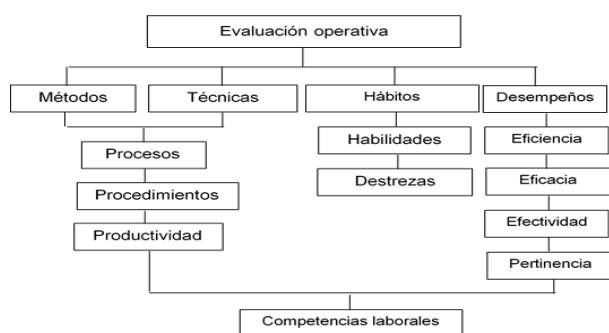 Evaluación operativa
Métodos
Técnicas
Hábitos
Desempeños
Procesos
Procedimientos
Productividad
Habilidades
Destrezas
Eficiencia
Eficacia
Efectividad
Pertinencia
Competencias laborales